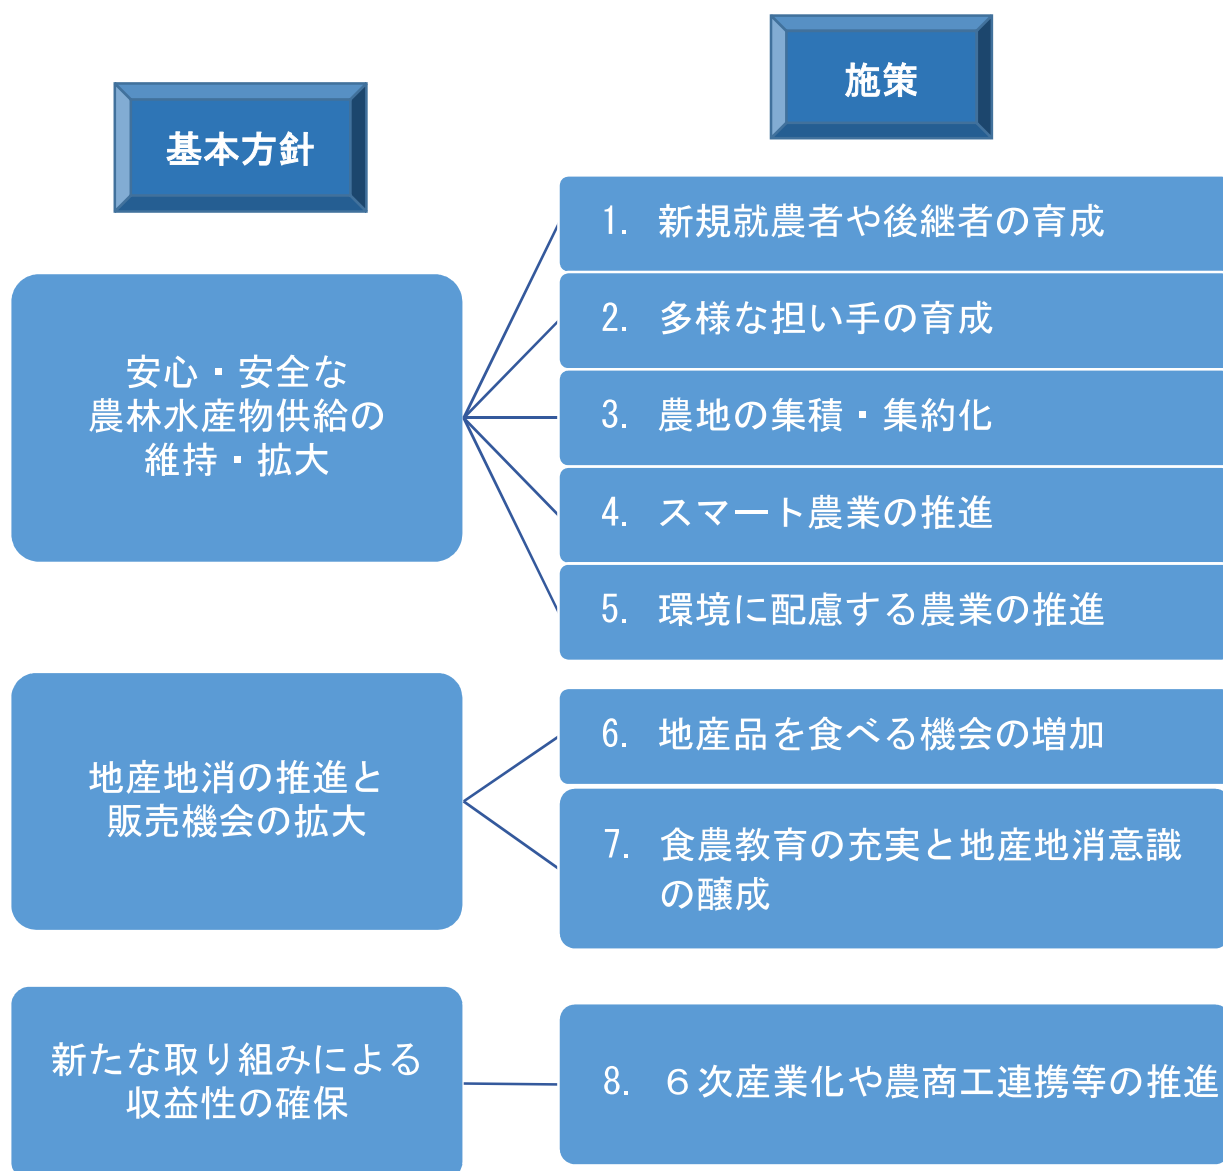 施策
基本方針
安心・安全な
農林水産物供給の
維持・拡大
1. 新規就農者や後継者の育成
2. 多様な担い手の育成
3. 農地の集積・集約化
4. スマート農業の推進
5. 環境に配慮する農業の推進
地産地消の推進と
販売機会の拡大
6. 地産品を食べる機会の増加
7. 食農教育の充実と地産地消意識
の醸成
新たな取り組みによる
収益性の確保
8. ６次産業化や農商工連携等の推進